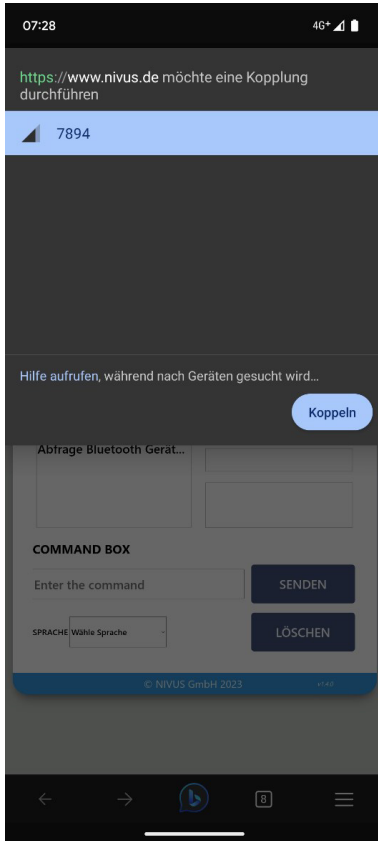 07:28
4G+
https://www.nivus.de möchte eine Kopplung
durchführen
7894
Hilfe aufrufen, während nach Geräten gesucht wird…
Koppeln
Abfrage Bluetooth Gerät...
COMMAND BOX
Enter the command
SENDEN
SPRACHE Wähle Sprache
LÖSCHEN
© NIVUS GmbH 2023
8